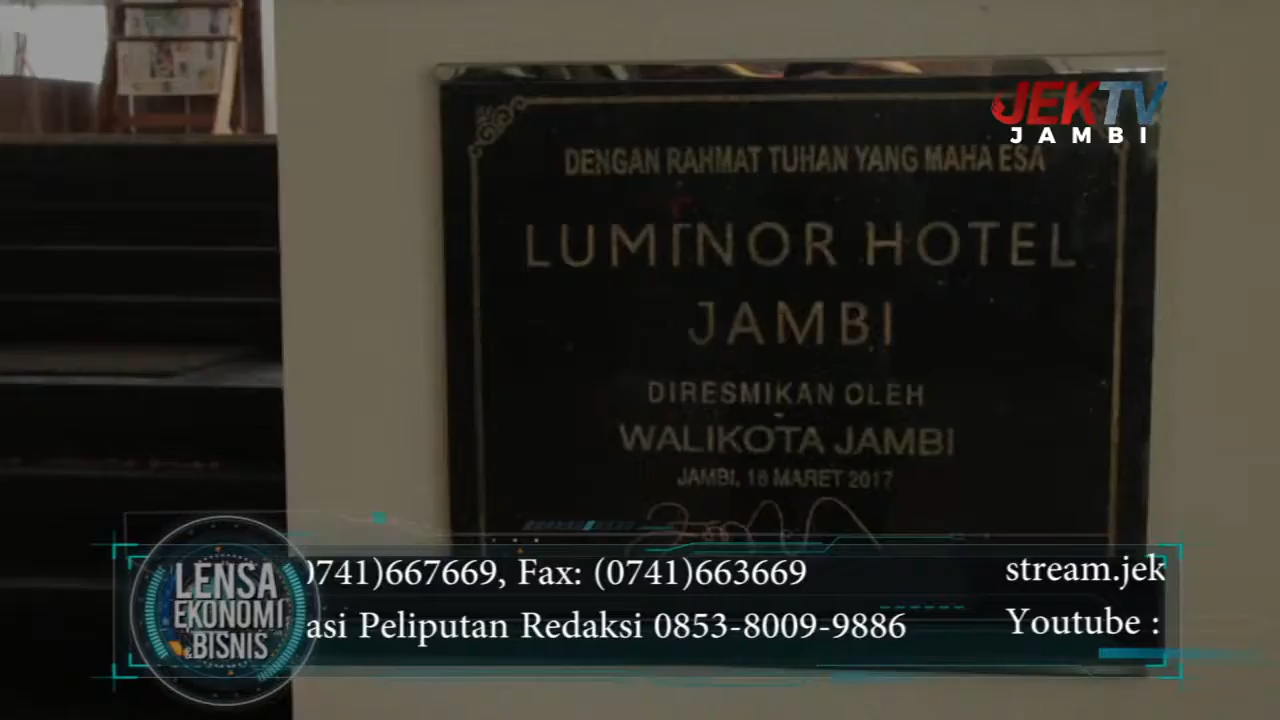 JEKTV
JAMBI
DENGAN RAHMAT TUHAN YANG MAHA ESA
LUMINOR HOTEL
JAMBI
DIRESMIKAN OLEH
WALIKOTA JAMBI
JAMBI, 16 MARET 2017
LENSA
EKONOMI
&BISNIS
0741)667669, Fax: (0741)663669
asi Peliputan Redaksi 0853-8009-9886
stream.jek
Youtube :